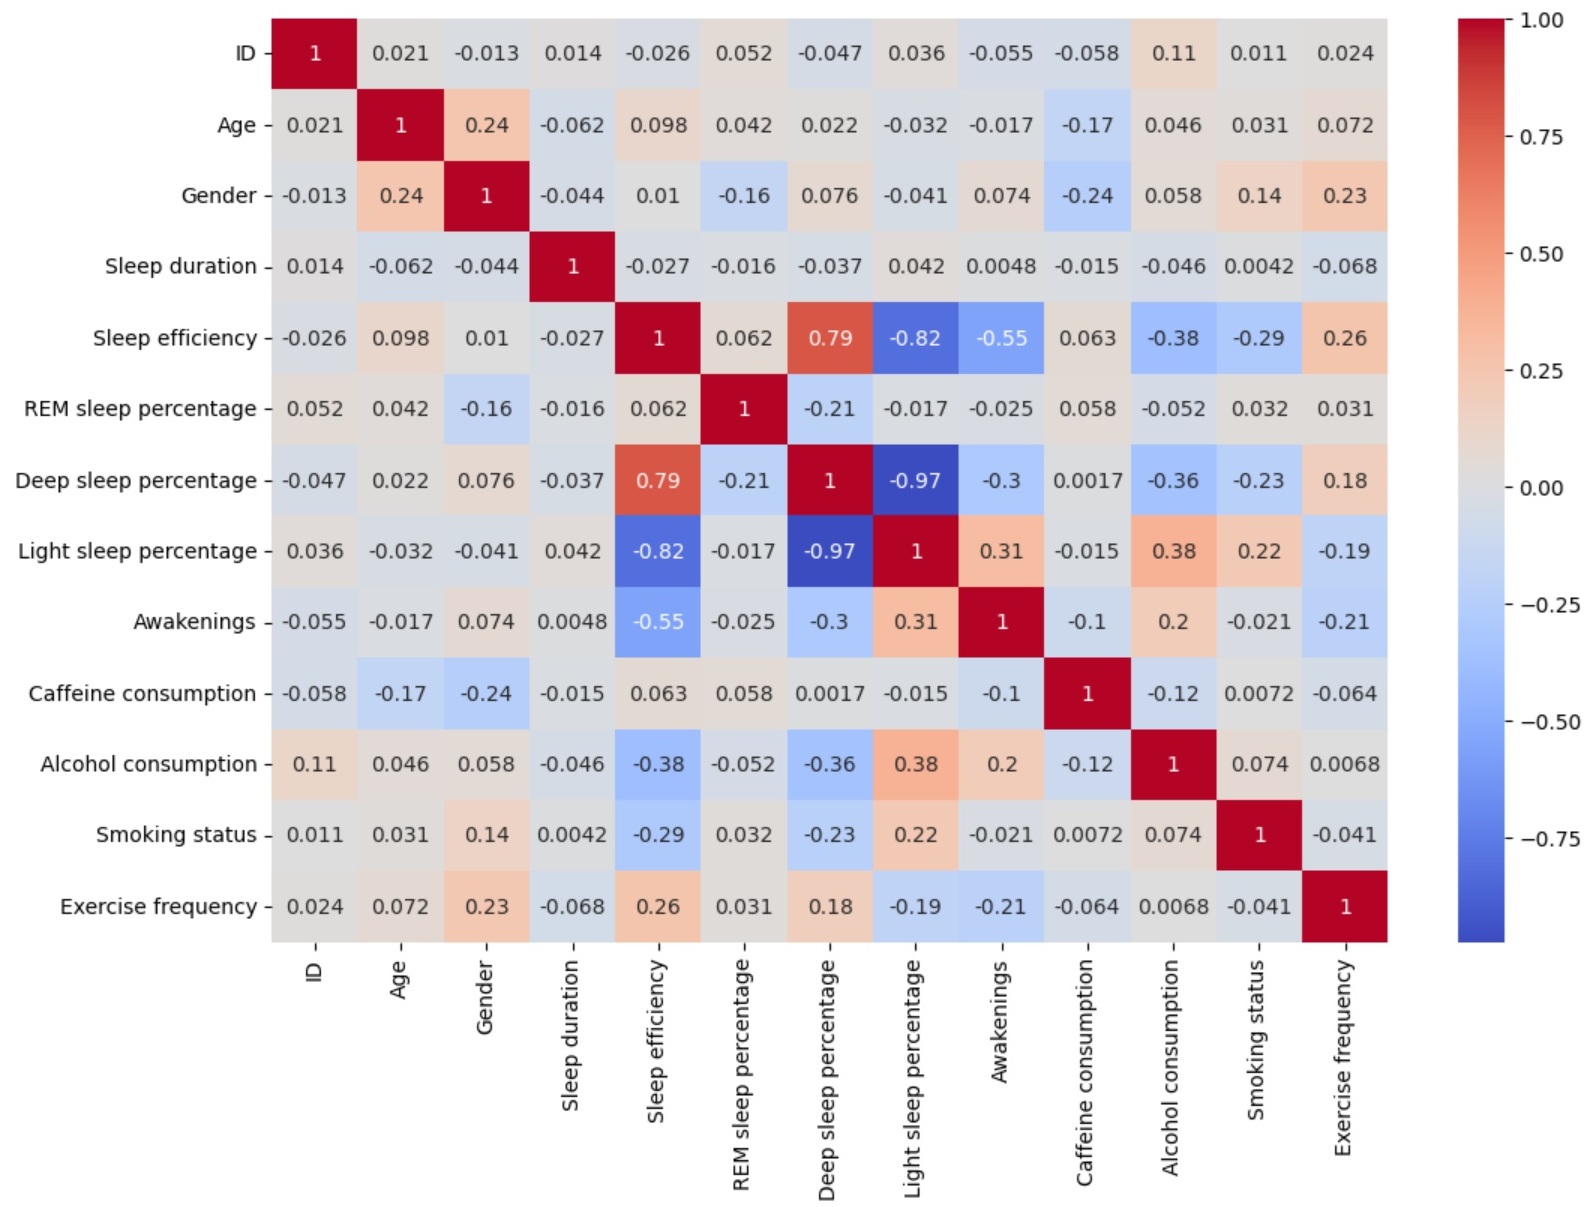 ID 1 0.021 -0.013 0.014 -0.026 0.052 -0.047 0.036 -0.055 -0.058 0.11 0.011 0.024
Age 0.021 1 0.24 -0.062 0.098 0.042 0.022 -0.032 -0.017 -0.17 0.046 0.031 0.072
Gender -0.013 0.24 1 -0.044 0.01 -0.16 0.076 -0.041 0.074 -0.24 0.058 0.14 0.23
Sleep duration 0.014 -0.062 -0.044 1 -0.027 -0.016 -0.037 0.042 0.0048 -0.015 -0.046 0.0042 -0.068
Sleep efficiency -0.026 0.098 0.01 -0.027 1 0.062 0.79 -0.82 -0.55 0.063 -0.38 -0.29 0.26
REM sleep percentage 0.052 0.042 -0.16 -0.016 0.062 1 -0.21 -0.017 -0.025 0.058 -0.052 0.032 0.031
Deep sleep percentage -0.047 0.022 0.076 -0.037 0.79 -0.21 1 -0.97 -0.3 0.0017 -0.36 -0.23 0.18
Light sleep percentage 0.036 -0.032 -0.041 0.042 -0.82 -0.017 -0.97 1 0.31 -0.015 0.38 0.22 -0.19
Awakenings -0.055 -0.017 0.074 0.0048 -0.55 -0.025 -0.3 0.31 1 -0.1 0.2 -0.021 -0.21
Caffeine consumption -0.058 -0.17 -0.24 -0.015 0.063 0.058 0.0017 -0.015 -0.1 1 -0.12 0.0072 -0.064
Alcohol consumption 0.11 0.046 0.058 -0.046 -0.38 -0.052 -0.36 0.38 0.2 -0.12 1 0.074 0.0068
Smoking status 0.011 0.031 0.14 0.0042 -0.29 0.032 -0.23 0.22 -0.021 0.0072 0.074 1 -0.041
Exercise frequency 0.024 0.072 0.23 -0.068 0.26 0.031 0.18 -0.19 -0.21 -0.064 0.0068 -0.041 1
ID
Age
Gender
Sleep duration
Sleep efficiency
REM sleep percentage
Deep sleep percentage
Light sleep percentage
Awakenings
Caffeine consumption
Alcohol consumption
Smoking status
Exercise frequency
1.00
0.75
0.50
0.25
0.00
−0.25
−0.50
−0.75